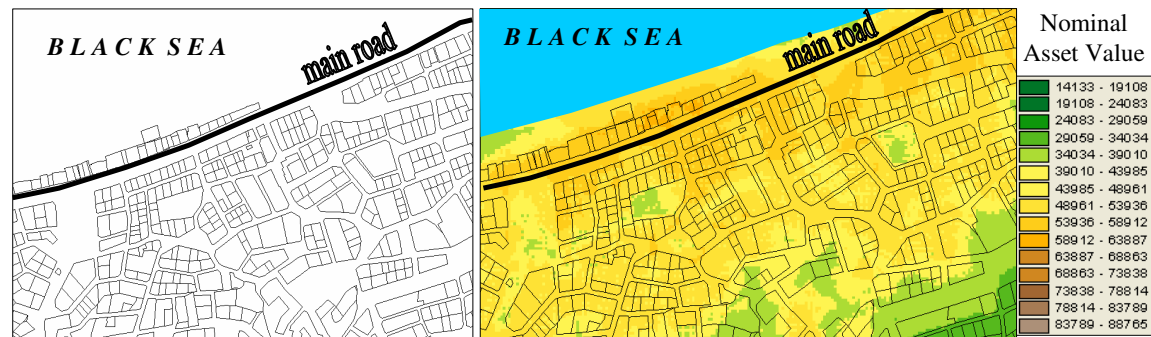 BLACK SEA
main road
BLACK SEA
main road
Nominal
Asset Value
14133 - 19108
19108 - 24083
24083 - 29059
29059 - 34034
34034 - 39010
39010 - 43985
43985 - 48961
48961 - 53936
53936 - 58912
58912 - 63887
63887 - 68863
68863 - 73838
73838 - 78814
78814 - 83789
83789 - 88765